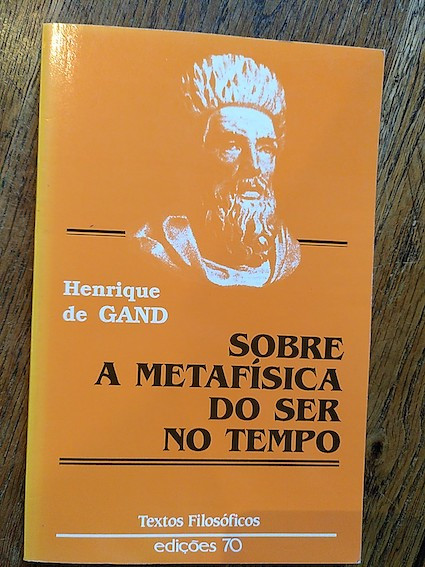 Henrique
de GAND
SOBRE
A METAFÍSICA
DO SER
NO TEMPO
Textos Filosóficos
edições 70